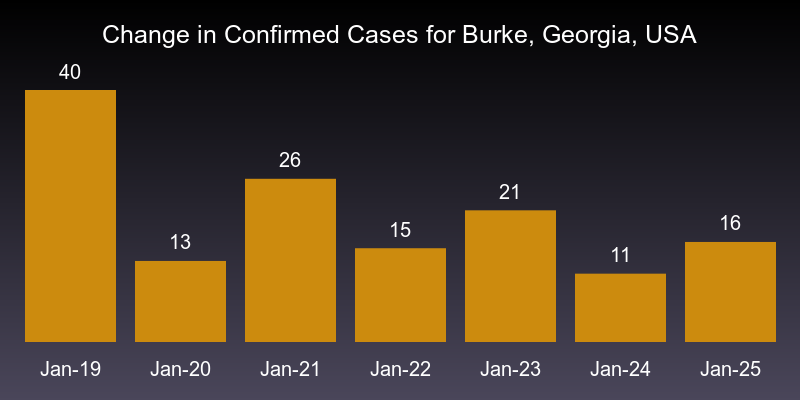 Change in Confirmed Cases for Burke, Georgia, USA
40
13
26
15
21
11
16
Jan-19
Jan-20
Jan-21
Jan-22
Jan-23
Jan-24
Jan-25